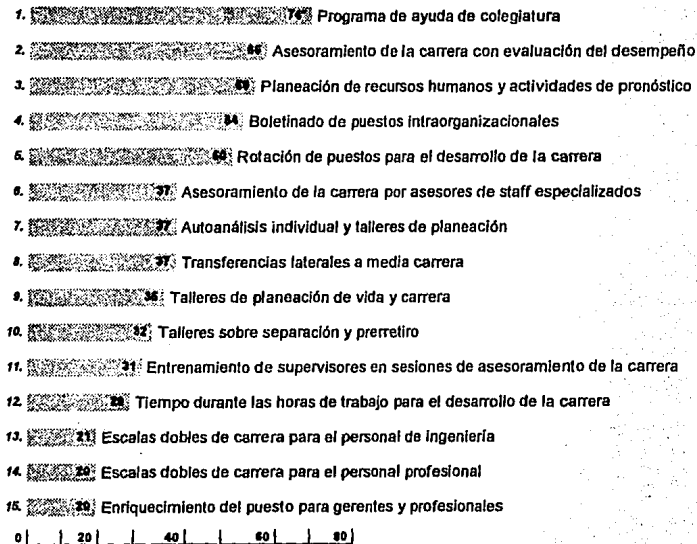 1. 74 Programa de ayuda de colegiatura
2. Asesoramiento de la carrera con evaluación del desempeño
3. Planeación de recursos humanos y actividades de pronóstico
4. 54 Boletinado de puestos intraorganizacionales
5. Rotación de puestos para el desarrollo de la carrera
6. 37 Asesoramiento de la carrera por asesores de staff especializados
7. 37 Autoanálisis individual y talleres de planeación
8. 37 Transferencias laterales a media carrera
9. Talleres de planeación de vida y carrera
10. 32 Talleres sobre separación y prerretiro
11. 31 Entrenamiento de supervisores en sesiones de asesoramiento de la carrera
12. Tiempo durante las horas de trabajo para el desarrollo de la carrera
13. 21 Escalas dobles de carrera para el personal de ingeniería
14. 20 Escalas dobles de carrera para el personal profesional
15. 20 Enriquecimiento del puesto para gerentes y profesionales
0 20 40 60 80